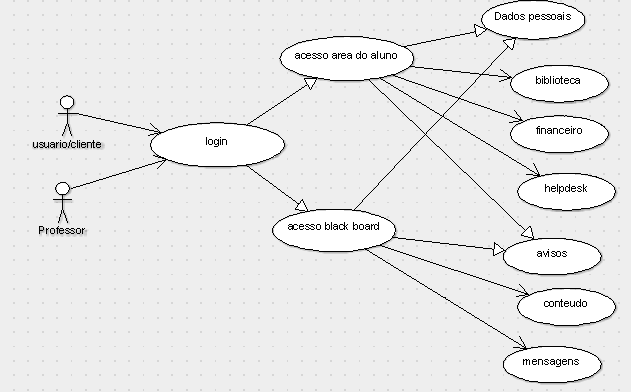 Dados pessoais
acesso area do aluno
biblioteca
usuario/cliente
login
financeiro
helpdesk
Professor
acesso black board
avisos
conteudo
mensagens